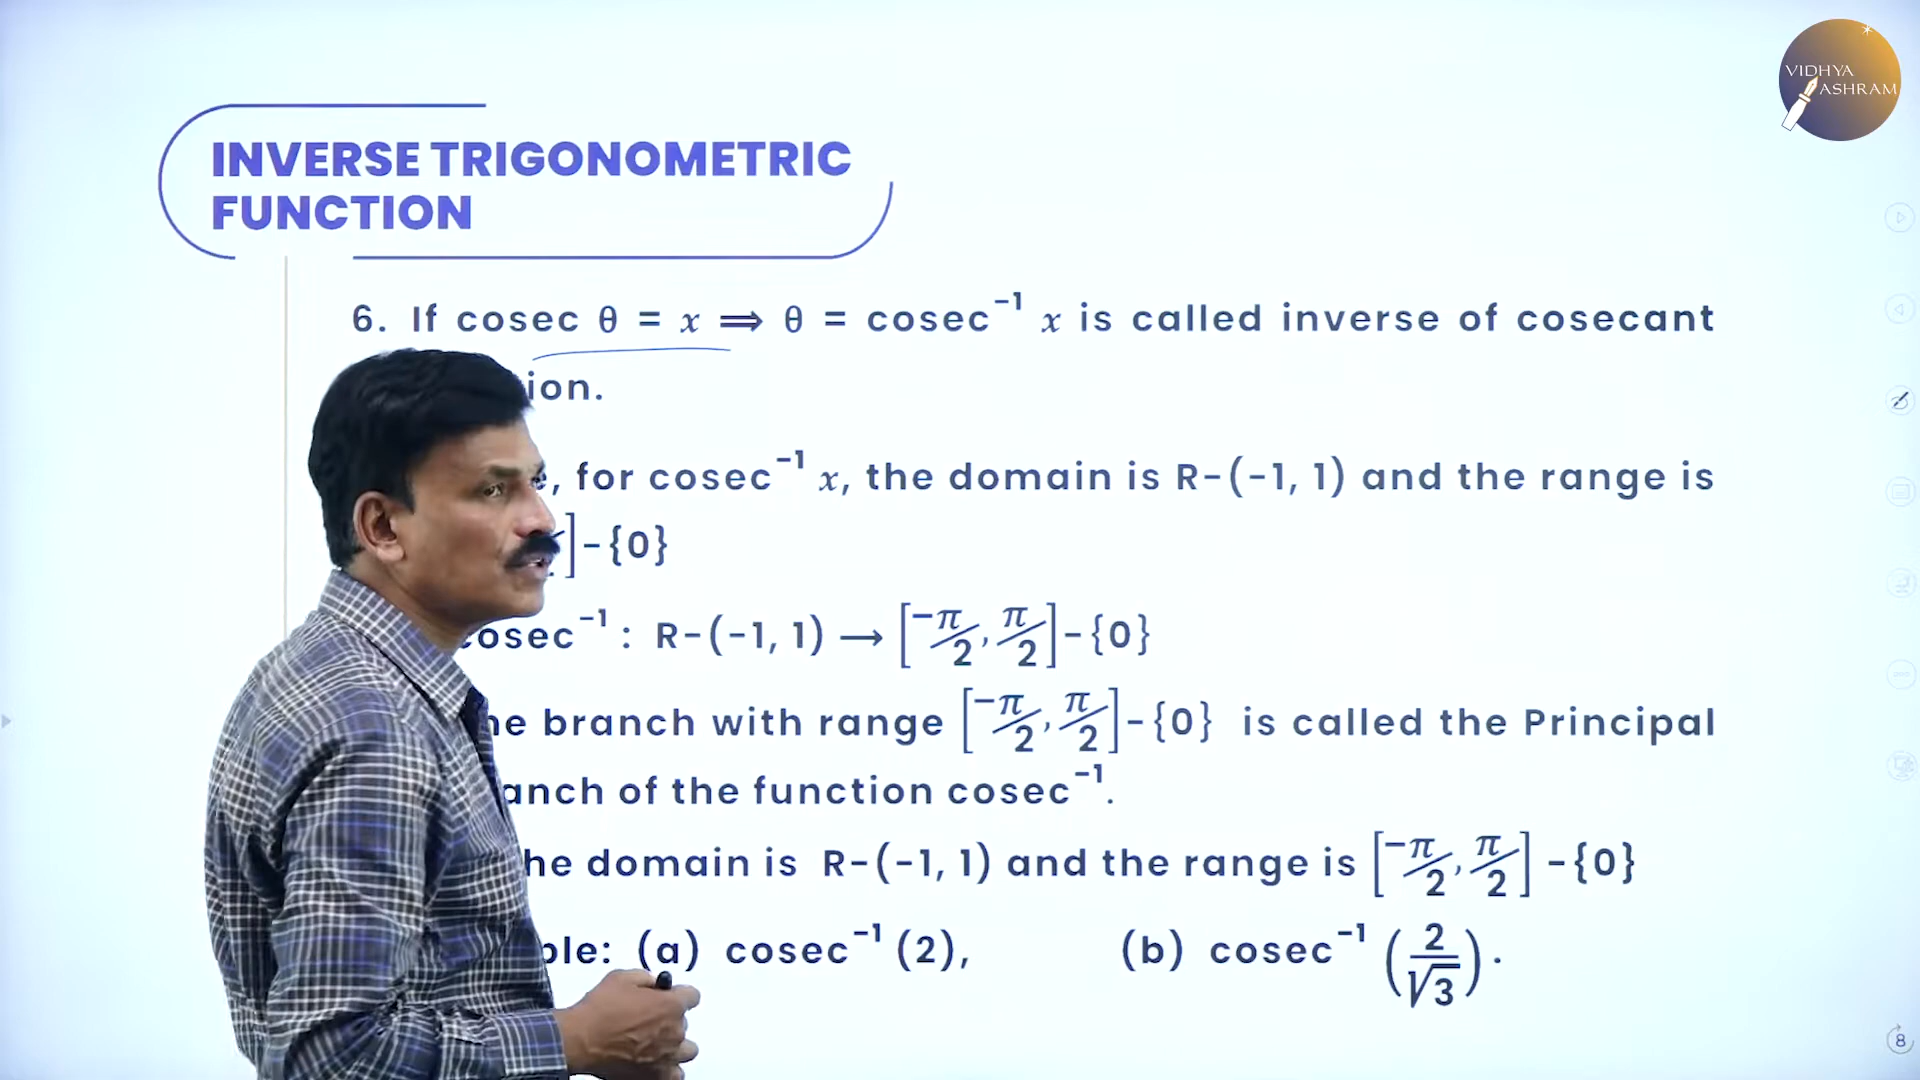 VIDHYA
ASHRAM
INVERSE TRIGONOMETRIC
FUNCTION
6. If cosec θ = x ⟹ θ = cosec⁻¹ x is called inverse of cosecant
ion.
, for cosec⁻¹ x, the domain is R-(-1, 1) and the range is
]-{0}
cosec⁻¹ : R-(-1, 1) → [-π/2, π/2]-{0}
he branch with range [-π/2, π/2]-{0} is called the Principal
anch of the function cosec⁻¹.
he domain is R-(-1, 1) and the range is [-π/2, π/2] -{0}
ple: (a) cosec⁻¹ (2), (b) cosec⁻¹ (2/√3).
8